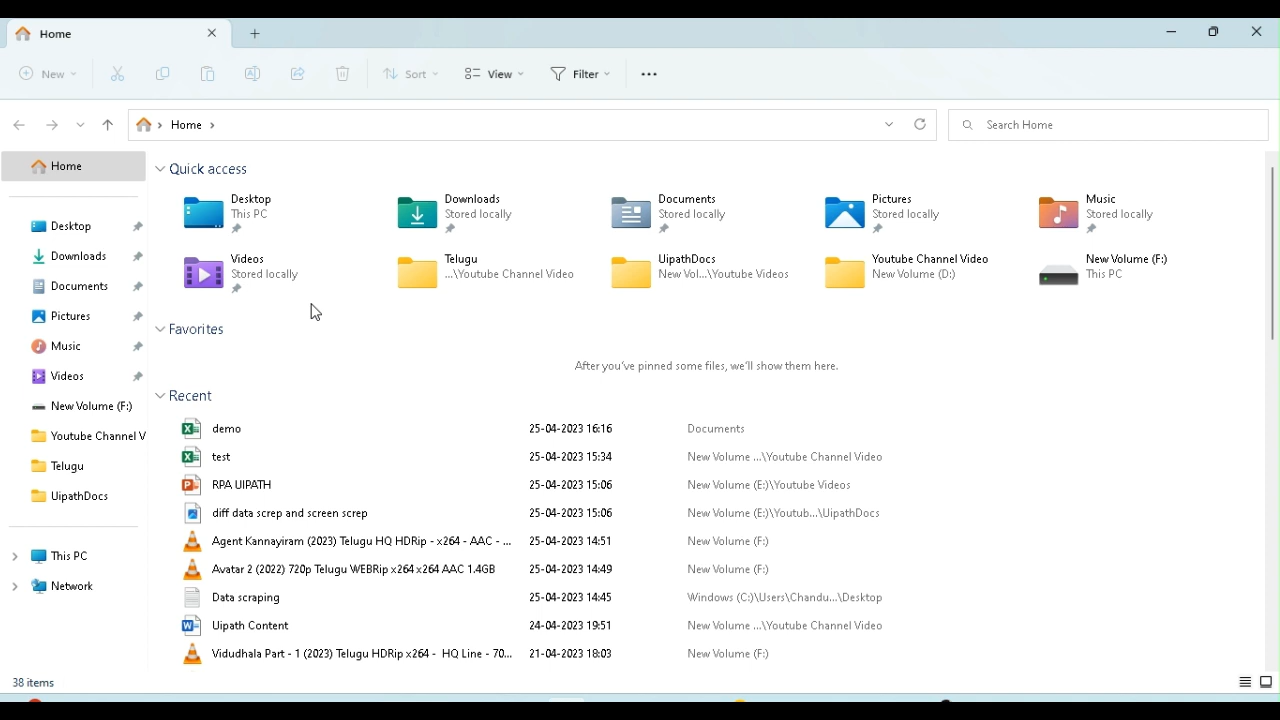 Home
New
Sort
View
Filter
Home
Search Home
Home
Desktop
Downloads
Documents
Pictures
Music
Videos
New Volume (F:)
Youtube Channel V
Telugu
UipathDocs
This PC
Network
Quick access
Desktop
This PC
Downloads
Stored locally
Documents
Stored locally
Pictures
Stored locally
Music
Stored locally
Videos
Stored locally
Telugu
...\Youtube Channel Video
UipathDocs
New Vol...\Youtube Videos
Youtube Channel Video
New Volume (D:)
New Volume (F:)
This PC
Favorites
After you've pinned some files, we'll show them here.
Recent
demo 25-04-2023 16:16 Documents
test 25-04-2023 15:34 New Volume ...\Youtube Channel Video
RPA UIPATH 25-04-2023 15:06 New Volume (E:)\Youtube Videos
diff data screp and screen screp 25-04-2023 15:06 New Volume (E:)\Youtub...\UipathDocs
Agent Kannayiram (2023) Telugu HQ HDRip - x264 - AAC - ... 25-04-2023 14:51 New Volume (F:)
Avatar 2 (2022) 720p Telugu WEBRip x264 x264 AAC 1.4GB 25-04-2023 14:49 New Volume (F:)
Data scraping 25-04-2023 14:45 Windows (C:)\Users\Chandu...\Desktop
Uipath Content 24-04-2023 19:51 New Volume ...\Youtube Channel Video
Vidudhala Part - 1 (2023) Telugu HDRip x264 - HQ Line - 70... 21-04-2023 18:03 New Volume (F:)
38 items